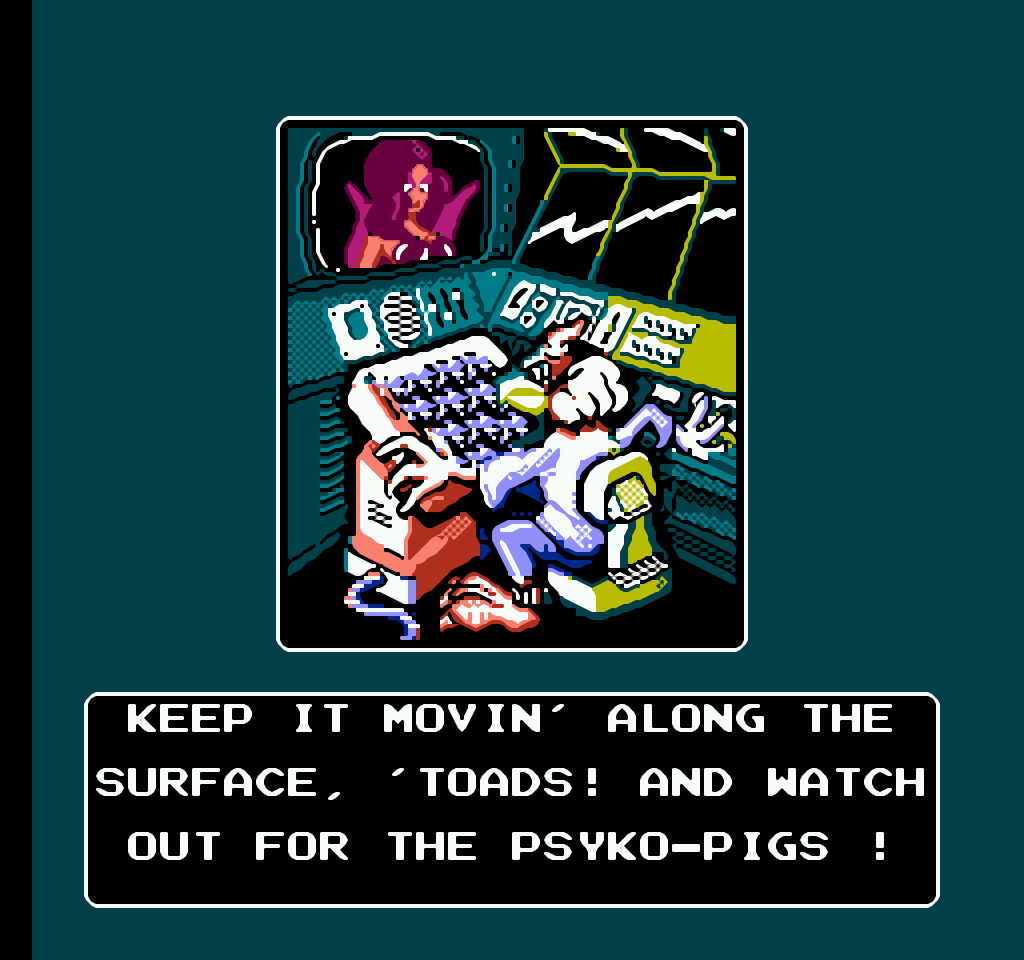 KEEP IT MOVIN´ ALONG THE
SURFACE, ´TOADS! AND WATCH
OUT FOR THE PSYKO-PIGS !